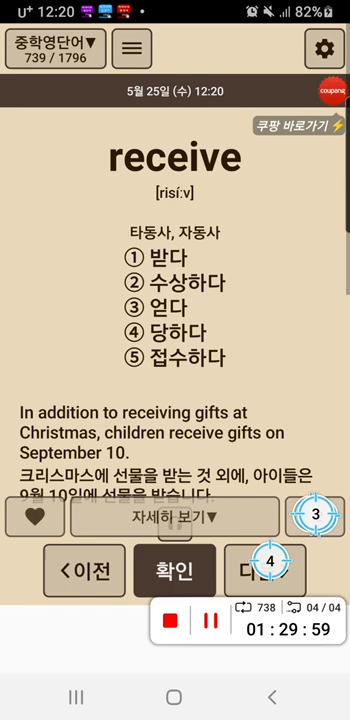 U+ 12:20
82%
중학영단어▼
739 / 1796
5월 25일 (수) 12:20
coupang
쿠팡 바로가기⚡
receive
[risíːv]
타동사, 자동사
① 받다
② 수상하다
③ 얻다
④ 당하다
⑤ 접수하다
In addition to receiving gifts at
Christmas, children receive gifts on
September 10.
크리스마스에 선물을 받는 것 외에, 아이들은
9월 10일에 선물을 받습니다.
자세히 보기▼
3
<이전
확인
4
738
04 / 04
01 : 29 : 59